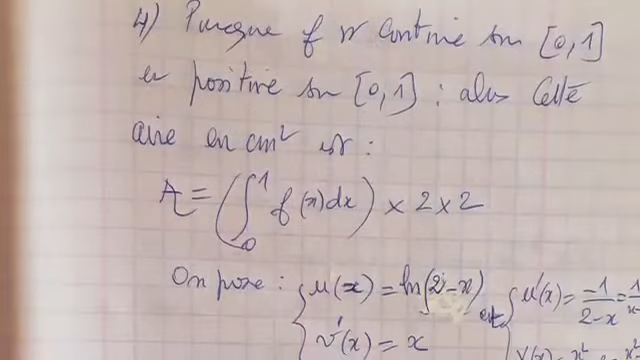 4) Puisque f est continue sur [0,1]
et positive sur [0,1] : alors cette
aire en cm² est :
A = (∫₀¹ f(x)dx) × 2 × 2
On pose : { u(x) = ln(2-x) et { u'(x) = -1/(2-x) = 1/x-
v'(x) = x